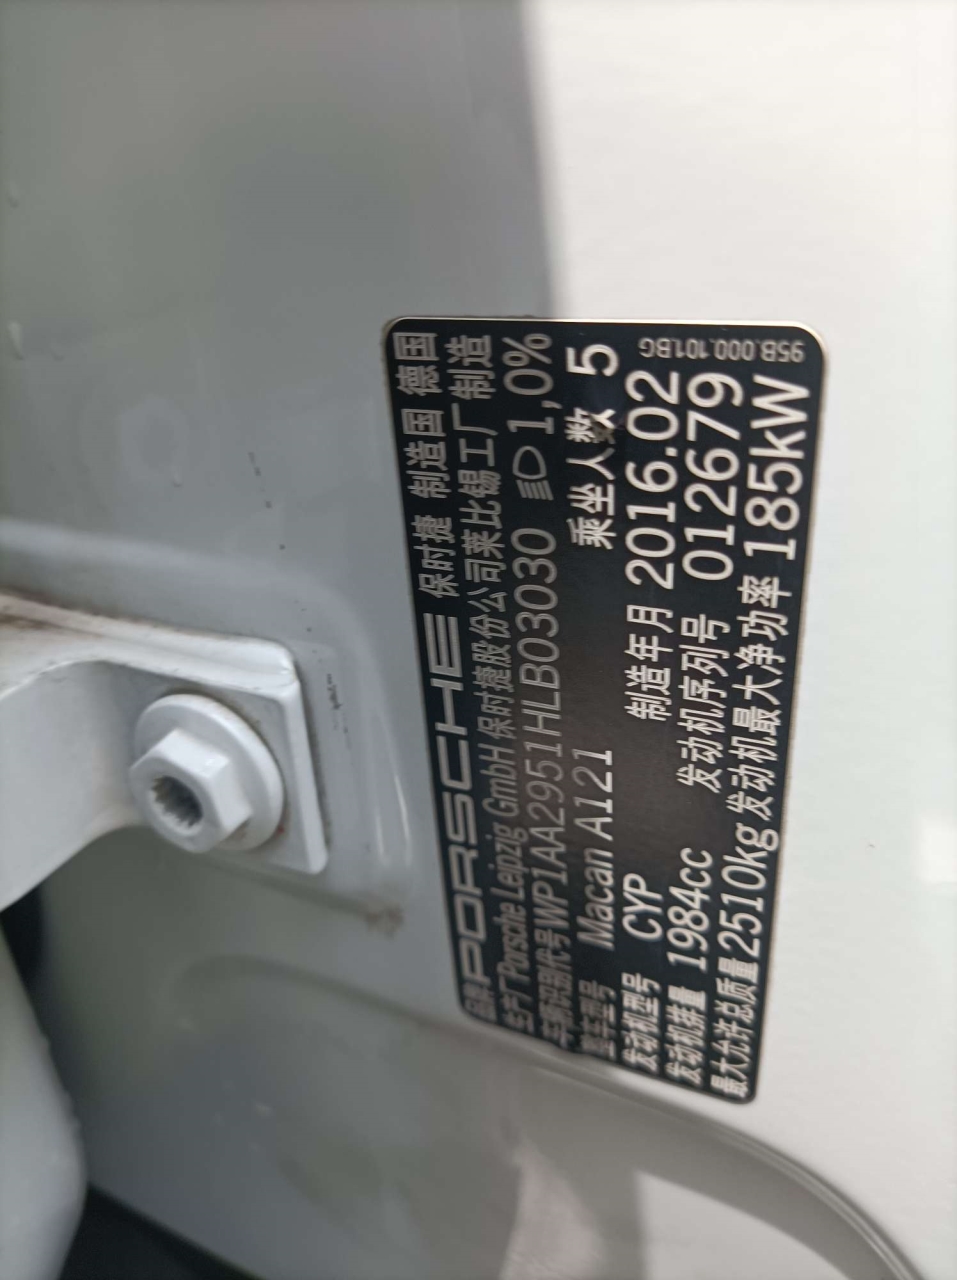 品牌 PORSCHE 保时捷 制造国 德国
生产厂 Porsche Leipzig GmbH 保时捷股份公司莱比锡工厂制造
车辆识别代号 WP1AA2951HLB03030 1,0%
整车型号 Macan A121 乘坐人数 5
发动机型号 CYP 制造年月 2016.02
发动机排量 1984cc 发动机序列号 012679
最大允许总质量 2510kg 发动机最大净功率 185kW
95B.000.101.BG